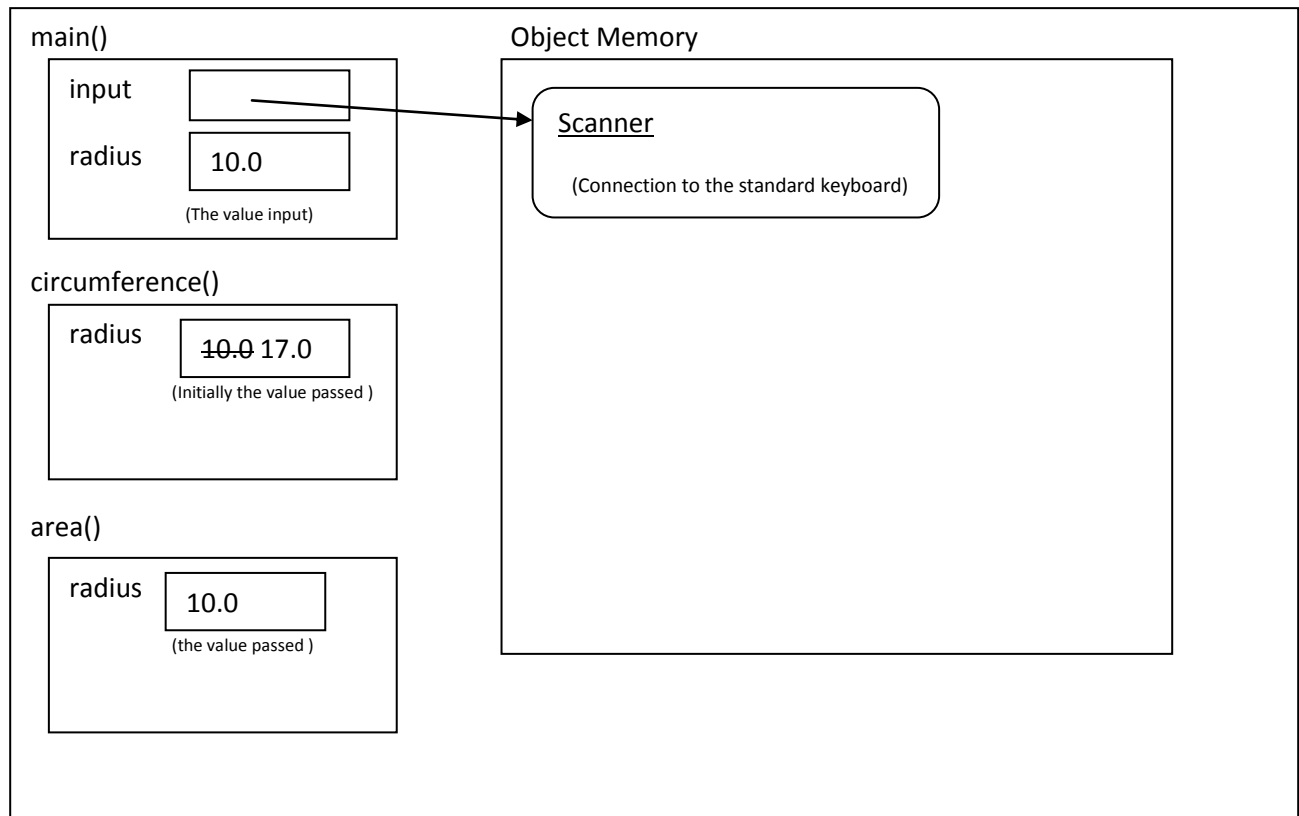 main()
input
radius
10.0
(The value input)
Object Memory
Scanner
(Connection to the standard keyboard)
circumference()
radius
10.0 17.0
(Initially the value passed )
area()
radius
10.0
(the value passed )